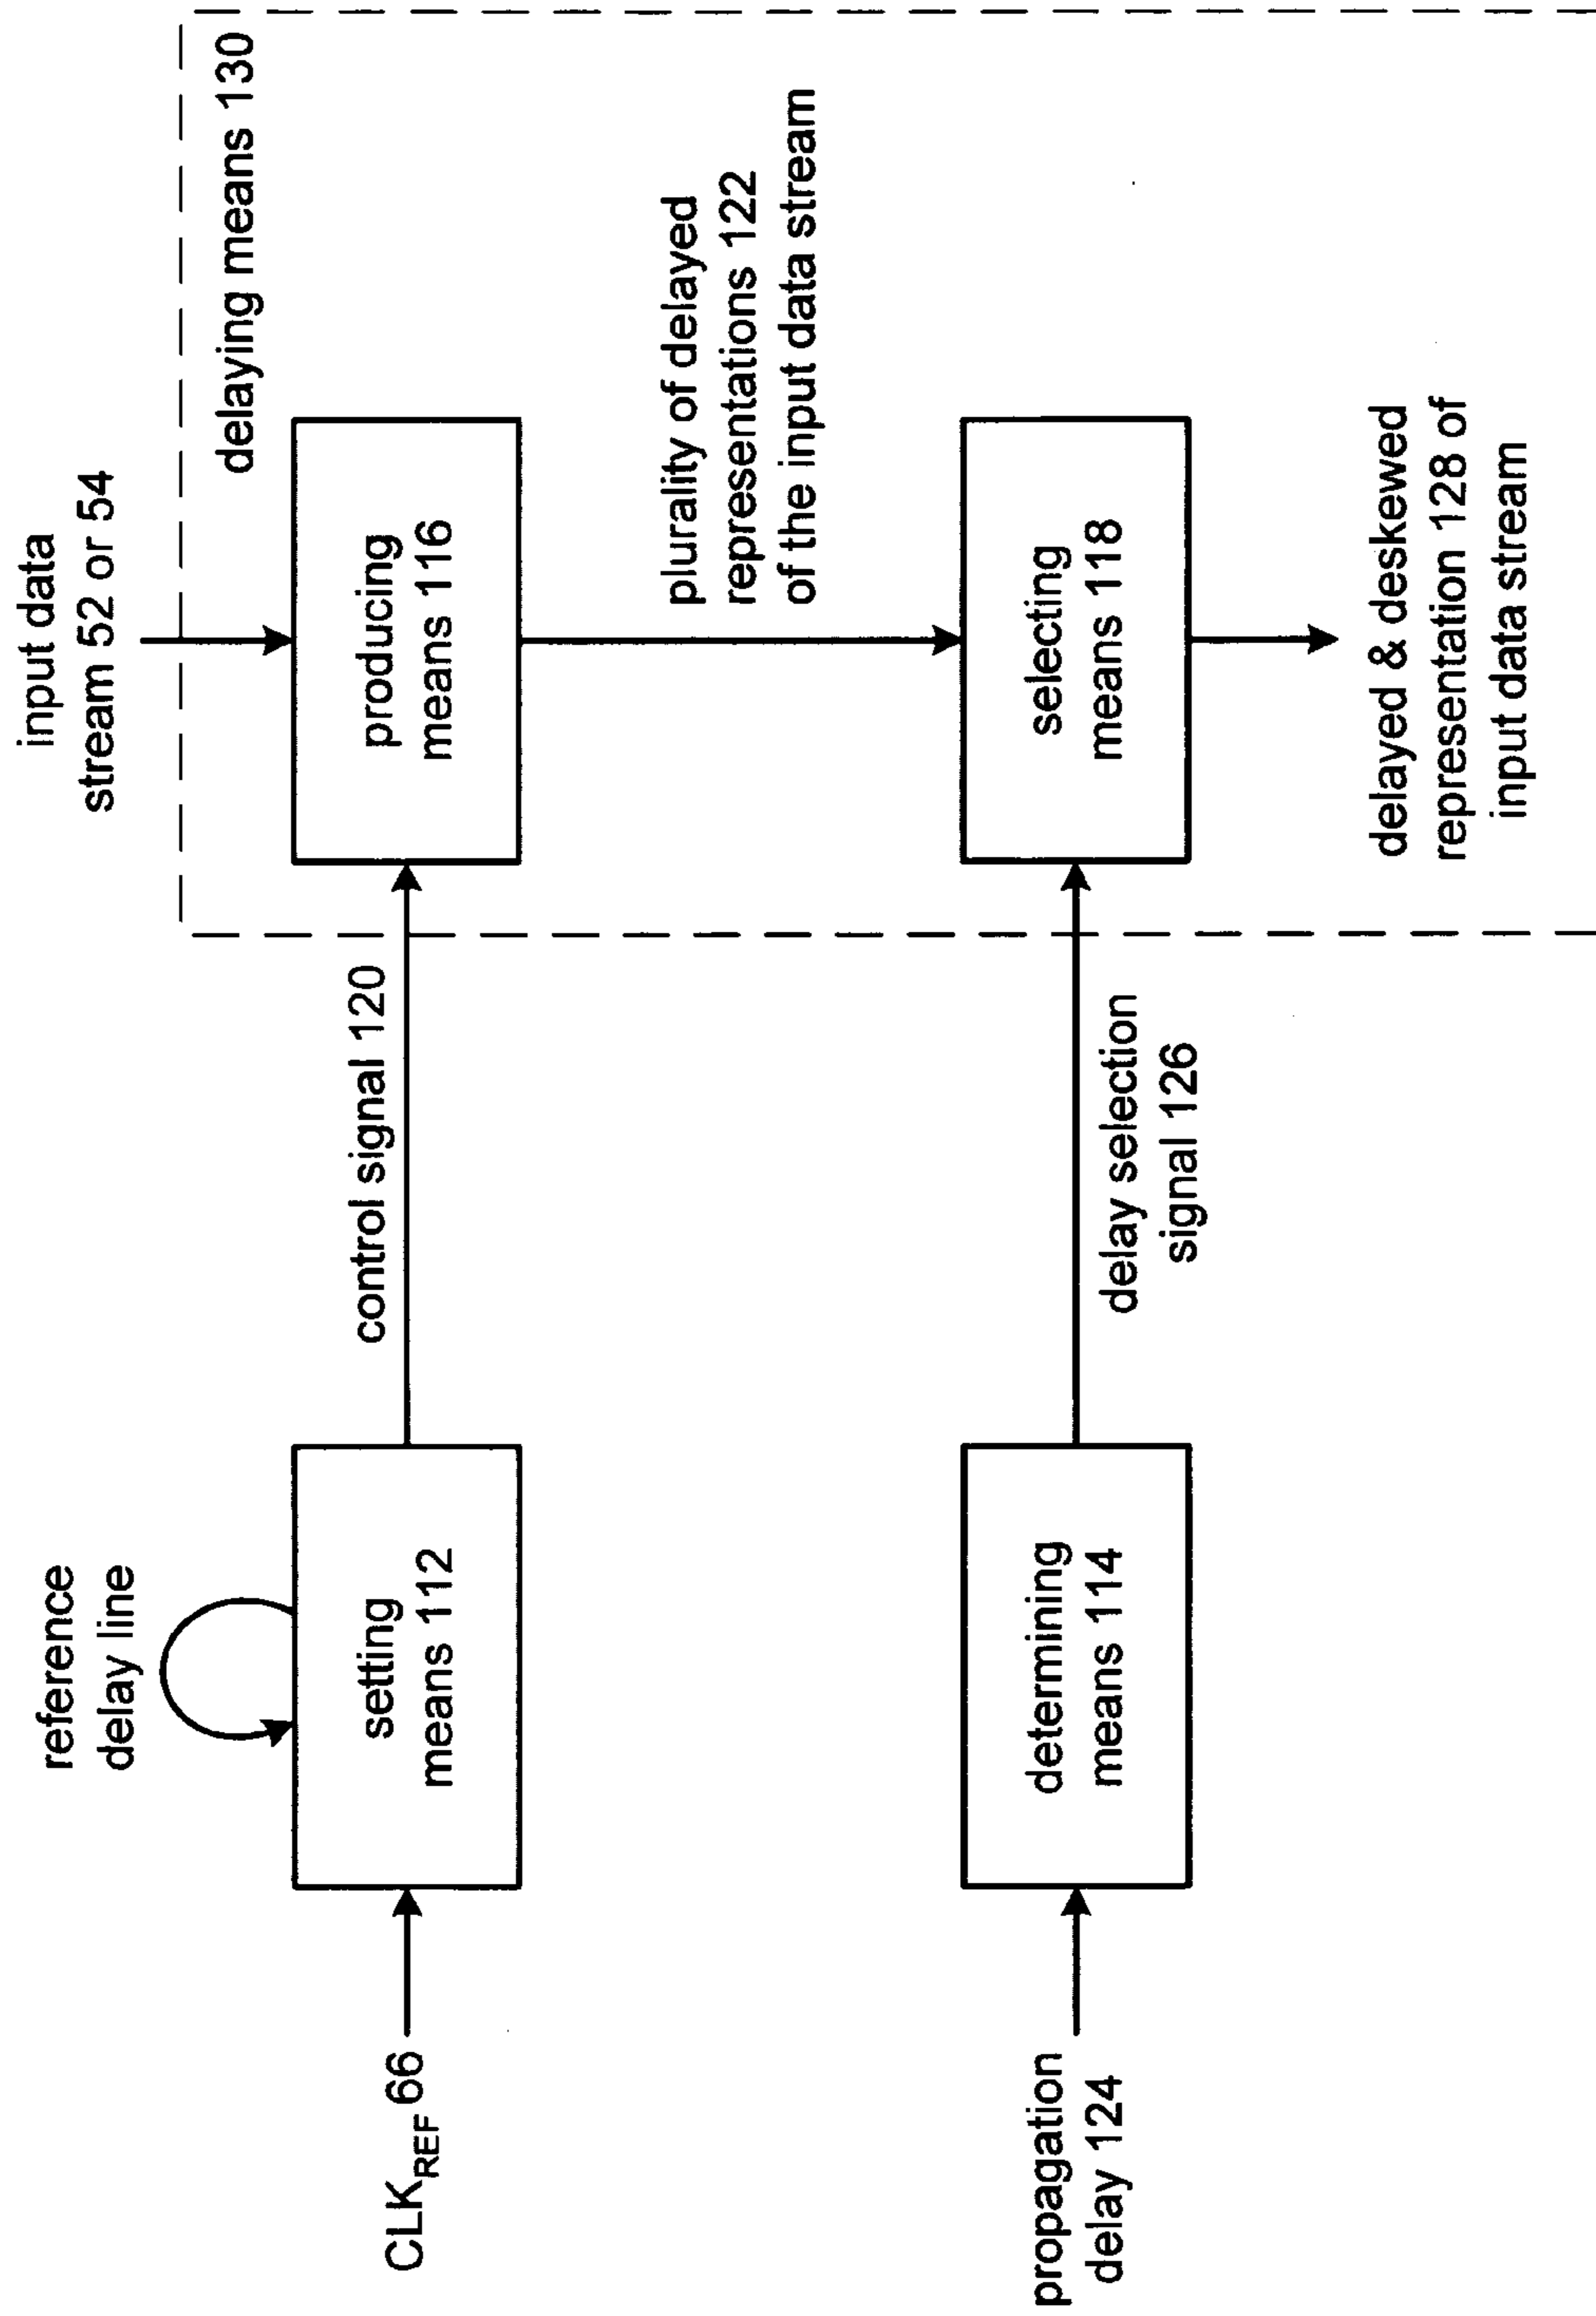 reference
delay line
CLKREF 66
setting
means 112
control signal 120
input data
stream 52 or 54
delaying means 130
producing
means 116
plurality of delayed
representations 122
of the input data stream
propagation
delay 124
determining
means 114
delay selection
signal 126
selecting
means 118
delayed & deskewed
representation 128 of
input data stream